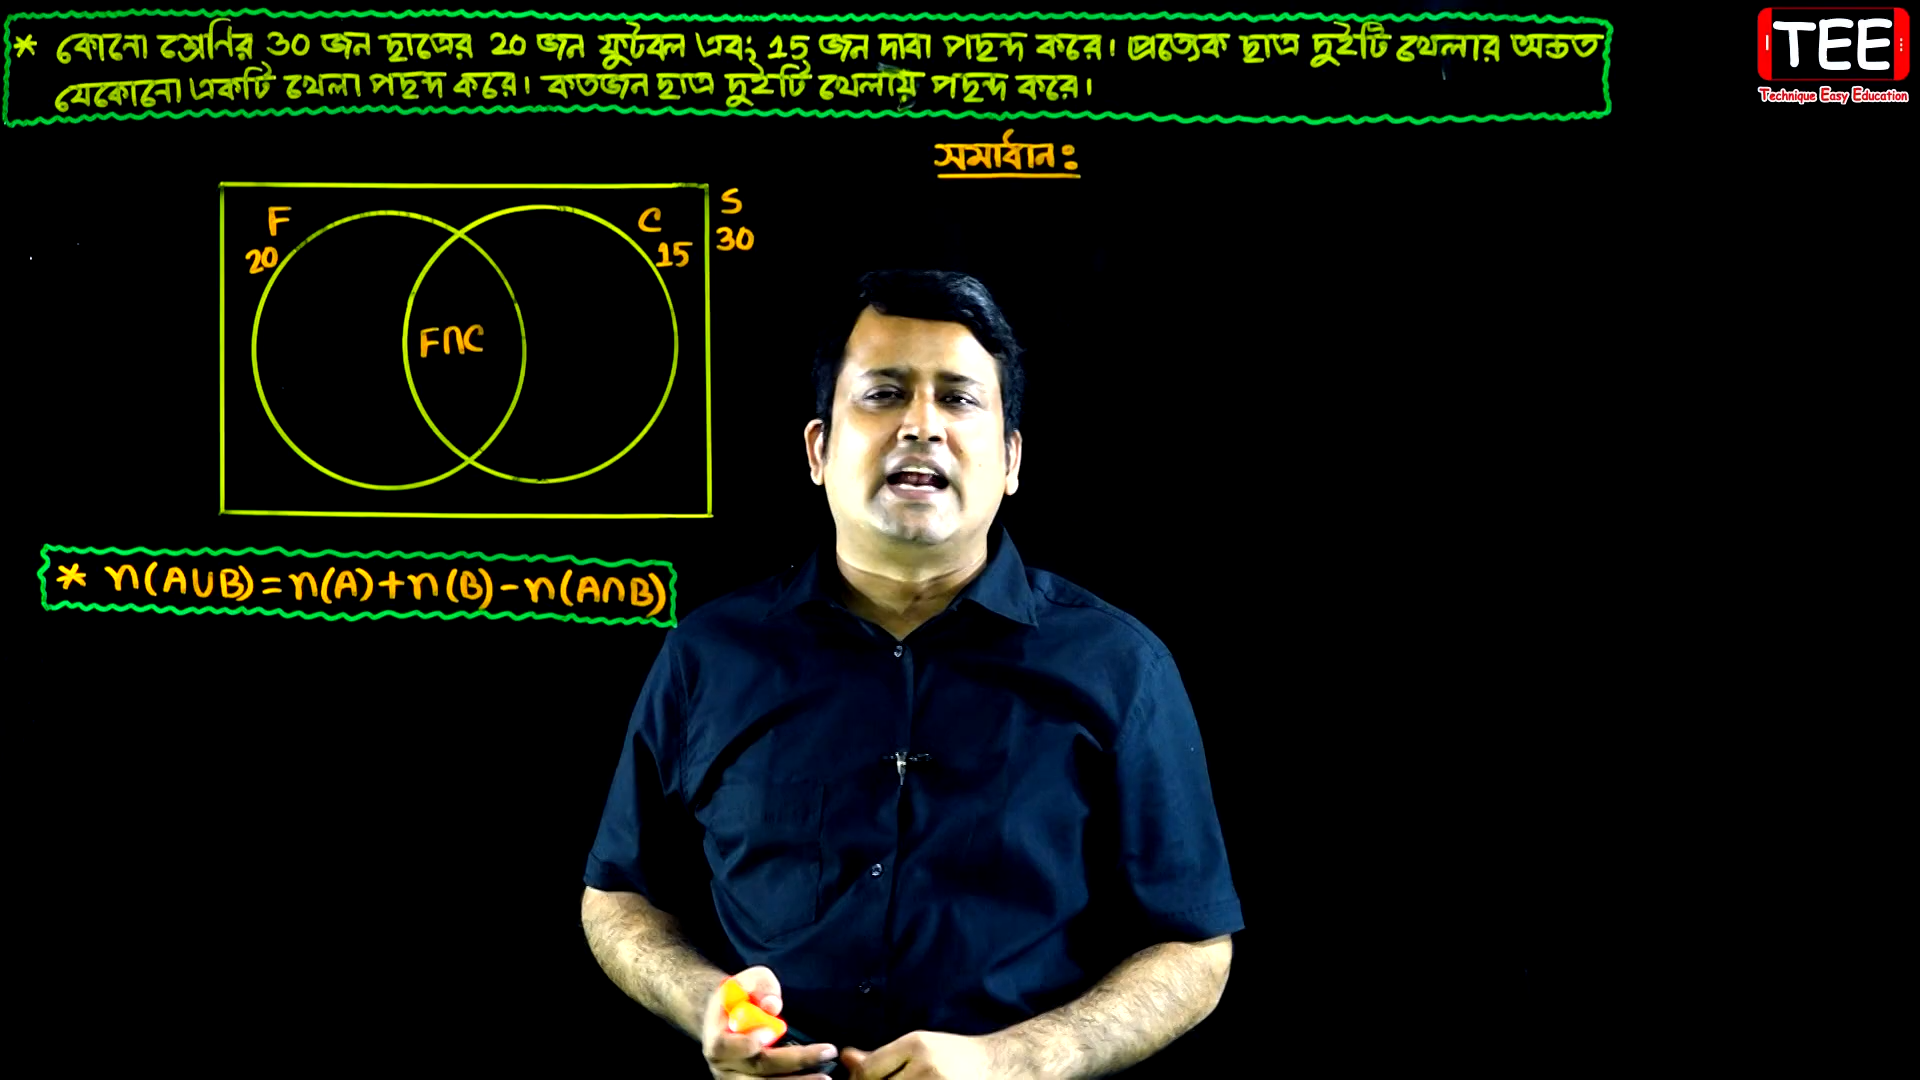 * কোনো শ্রেণির 30 জন ছাত্রের 20 জন ফুটবল এবং 15 জন দাবা পছন্দ করে। প্রত্যেক ছাত্র দুইটি খেলার অন্তত
যেকোনো একটি খেলা পছন্দ করে। কতজন ছাত্র দুইটি খেলায় পছন্দ করে।
TEE
Technique Easy Education
সমাধান:
F
20
C
15
S
30
F∩C
* n(A∪B)=n(A)+n(B)-n(A∩B)